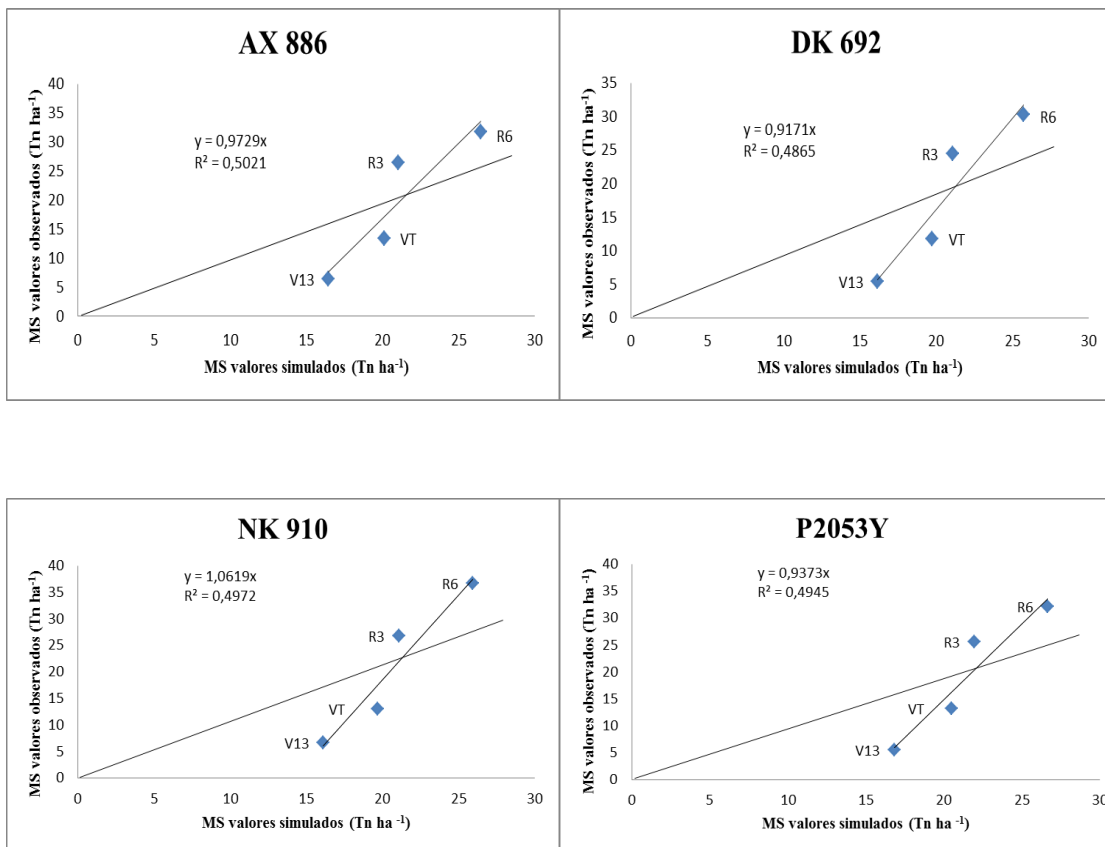 AX 886
MS valores observados (Tn ha⁻¹)
40
35
30
25
20
15
10
5
0
y = 0,9729x
R² = 0,5021
R6
R3
VT
V13
0 5 10 15 20 25 30
MS valores simulados (Tn ha⁻¹)
DK 692
MS valores observados (Tn ha⁻¹)
35
30
25
20
15
10
5
0
y = 0,9171x
R² = 0,4865
R6
R3
VT
V13
0 5 10 15 20 25 30
MS valores simulados (Tn ha⁻¹)
NK 910
MS valores observados (Tn ha⁻¹)
40
35
30
25
20
15
10
5
0
y = 1,0619x
R² = 0,4972
R6
R3
VT
V13
0 5 10 15 20 25 30
MS valores simulados (Tn ha ⁻¹)
P2053Y
MS valores observados (Tn ha ⁻¹)
40
35
30
25
20
15
10
5
0
y = 0,9373x
R² = 0,4945
R6
R3
VT
V13
0 5 10 15 20 25 30
MS valores simulados (Tn ha ⁻¹)